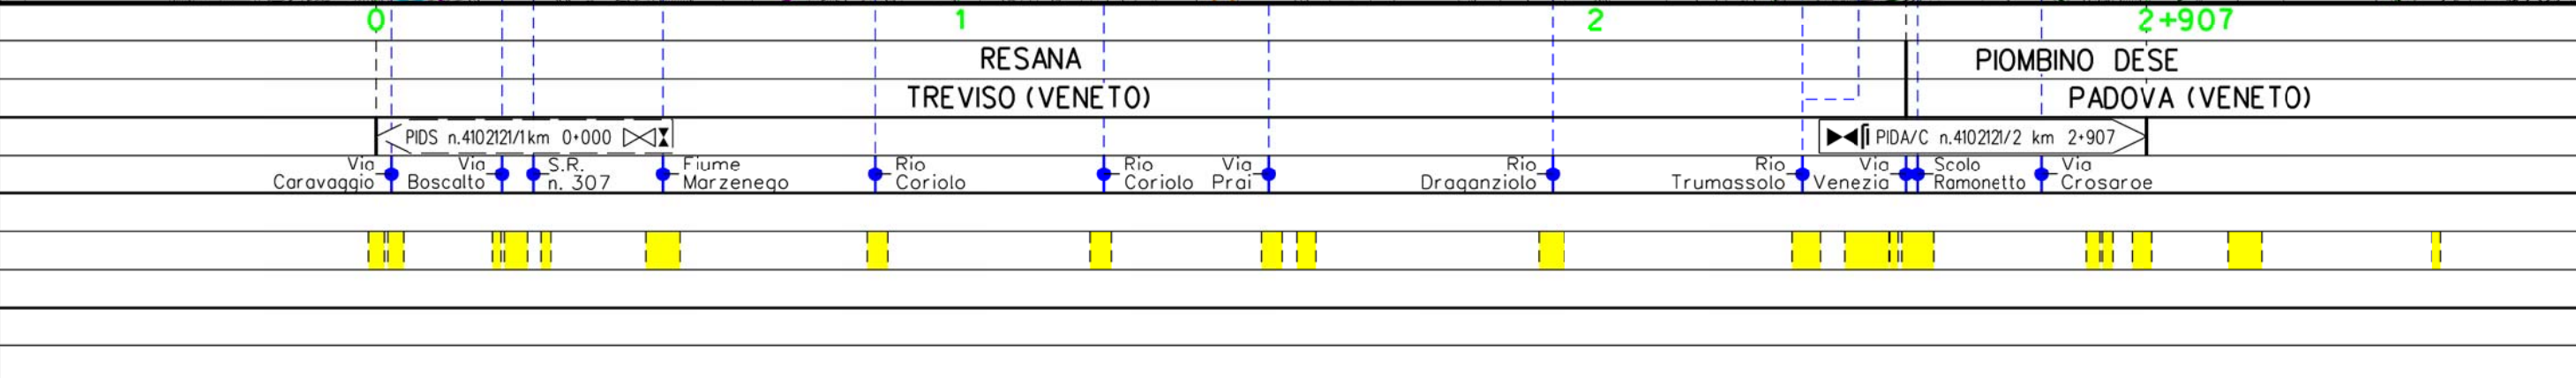 0 1 2 2+907
RESANA PIOMBINO DESE
TREVISO (VENETO) PADOVA (VENETO)
PIDS n.4102121/1km 0+000 PIDA/C n.4102121/2 km 2+907
Via
Caravaggio
Via
Boscalto
S.R.
n. 307
Fiume
Marzenego
Rio
Coriolo
Rio
Coriolo
Via
Prai
Rio
Draganziolo
Rio
Trumassolo
Via
Venezia
Scolo
Ramonetto
Via
Crosaroe